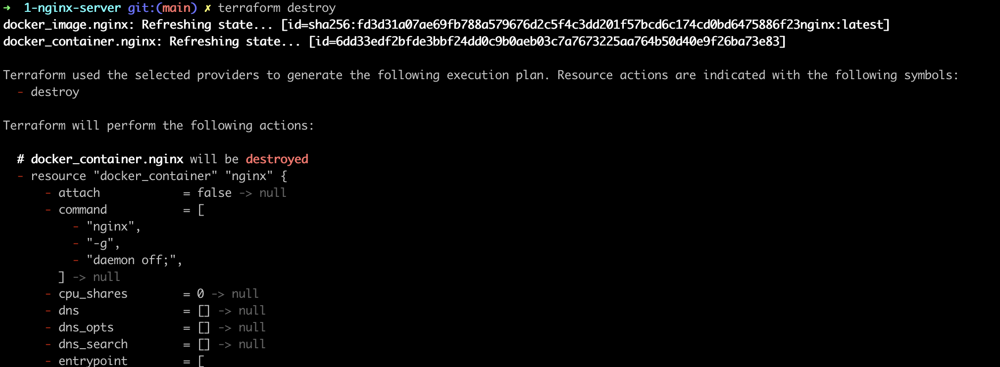 ➜  1-nginx-server git:(main) ✗ terraform destroy
docker_image.nginx: Refreshing state... [id=sha256:fd3d31a07ae69fb788a579676d2c5f4c3dd201f57bcd6c174cd0bd6475886f23nginx:latest]
docker_container.nginx: Refreshing state... [id=6dd33edf2bfde3bbf24dd0c9b0aeb03c7a7673225aa764b50d40e9f26ba73e83]

Terraform used the selected providers to generate the following execution plan. Resource actions are indicated with the following symbols:
  - destroy

Terraform will perform the following actions:

  # docker_container.nginx will be destroyed
  - resource "docker_container" "nginx" {
      - attach            = false -> null
      - command           = [
          - "nginx",
          - "-g",
          - "daemon off;",
        ] -> null
      - cpu_shares        = 0 -> null
      - dns               = [] -> null
      - dns_opts          = [] -> null
      - dns_search        = [] -> null
      - entrypoint        = [